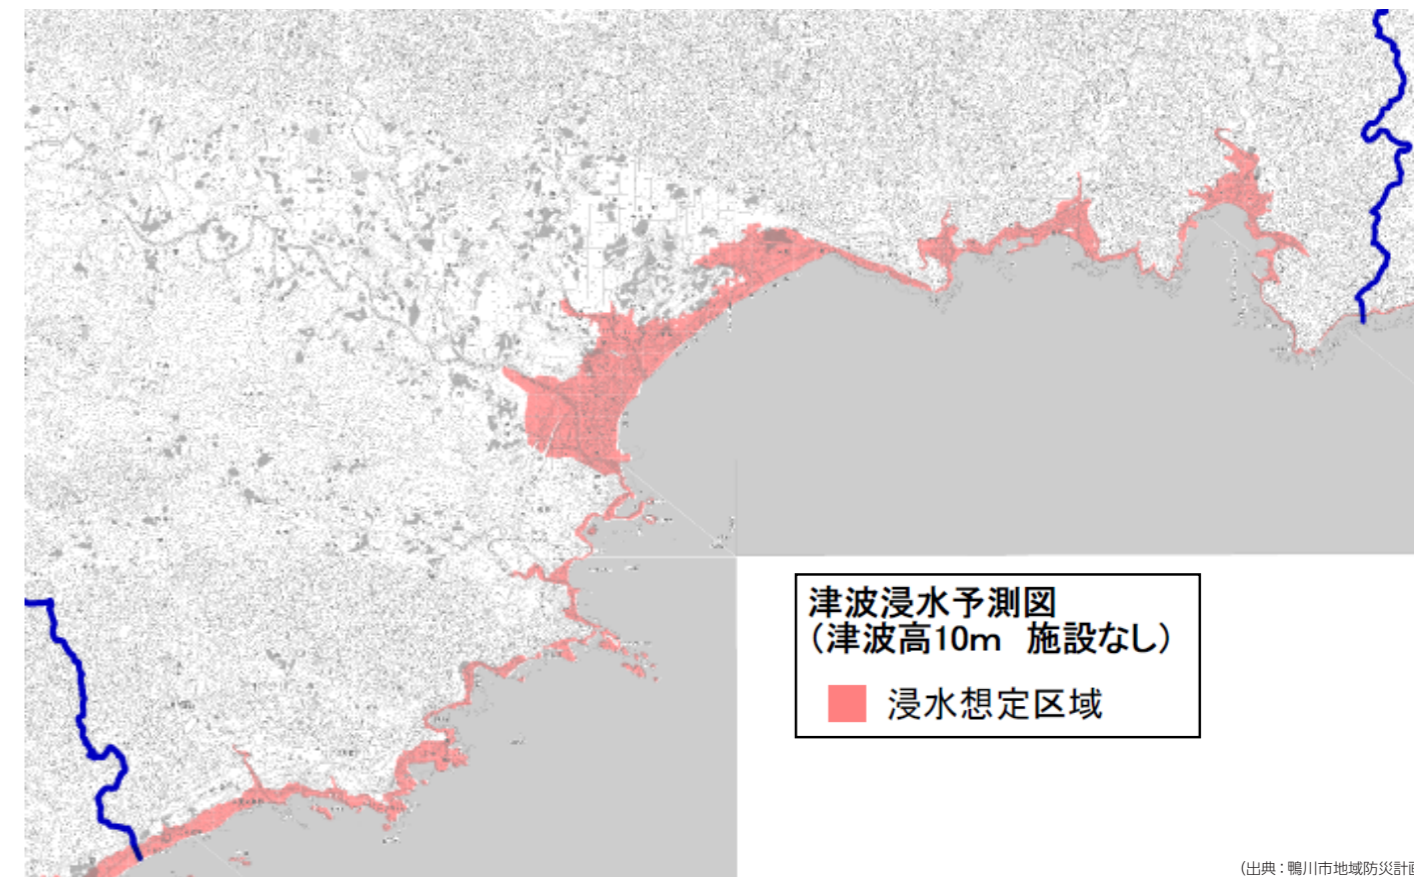 津波浸水予測図
（津波高10m　施設なし）
浸水想定区域
（出典：鴨川市地域防災計画